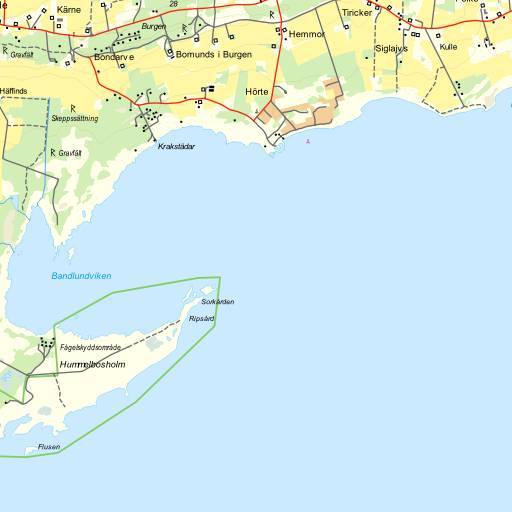 Kärne
28
Burgen
Tiricker
Hemmor
Siglajvs
Kulle
Gravfält
Bondarve
Bomunds i Burgen
Häffinds
Hörte
Skeppssättning
Krakstädar
Gravfält
Bandlundviken
Sorkården
Ripsård
Fågelskyddsområde
Hummelbosholm
Flusen